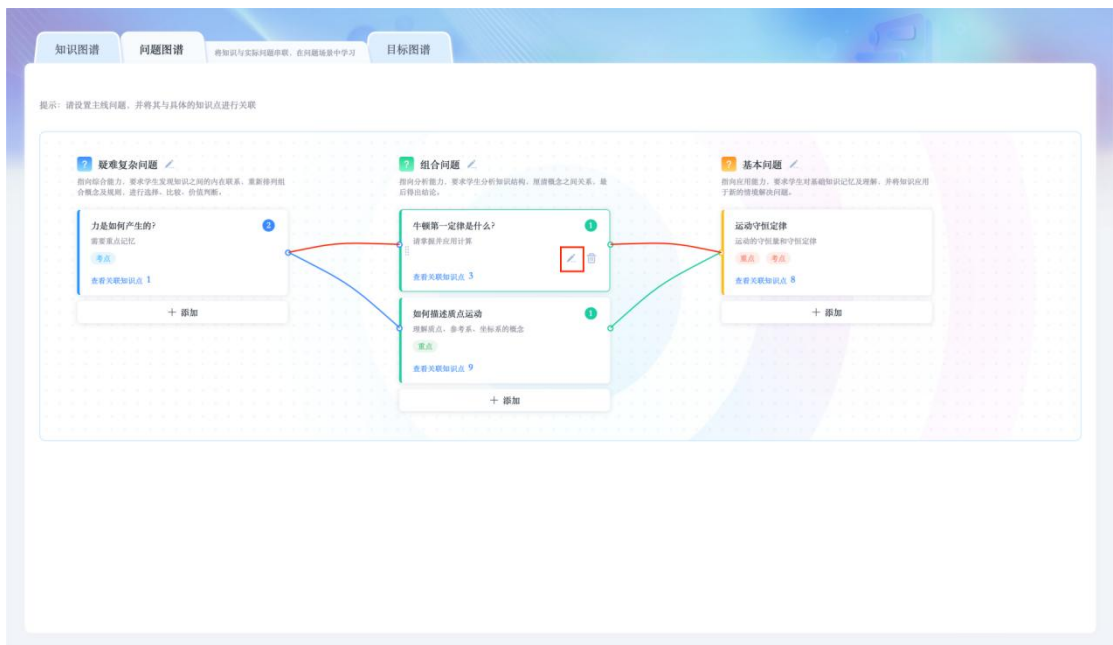 知识图谱
问题图谱
将知识与实际问题串联，在问题场景中学习
目标图谱
提示：请设置主线问题，并将其与具体的知识点进行关联
疑难复杂问题
指向综合能力，要求学生发现知识之间的内在联系，重新排列组
合概念及规则，进行选择、比较、价值判断。
力是如何产生的?
2
需要重点记忆
考点
查看关联知识点 1
+ 添加
组合问题
指向分析能力，要求学生分析知识结构，厘清概念之间关系，最
后得出结论。
牛顿第一定律是什么?
1
请掌握并应用计算
查看关联知识点 3
如何描述质点运动
1
理解质点、参考系、坐标系的概念
重点
查看关联知识点 9
+ 添加
基本问题
指向应用能力，要求学生对基础知识记忆及理解，并将知识应用
于新的情境解决问题。
运动守恒定律
运动的守恒量和守恒定律
重点 考点
查看关联知识点 8
+ 添加